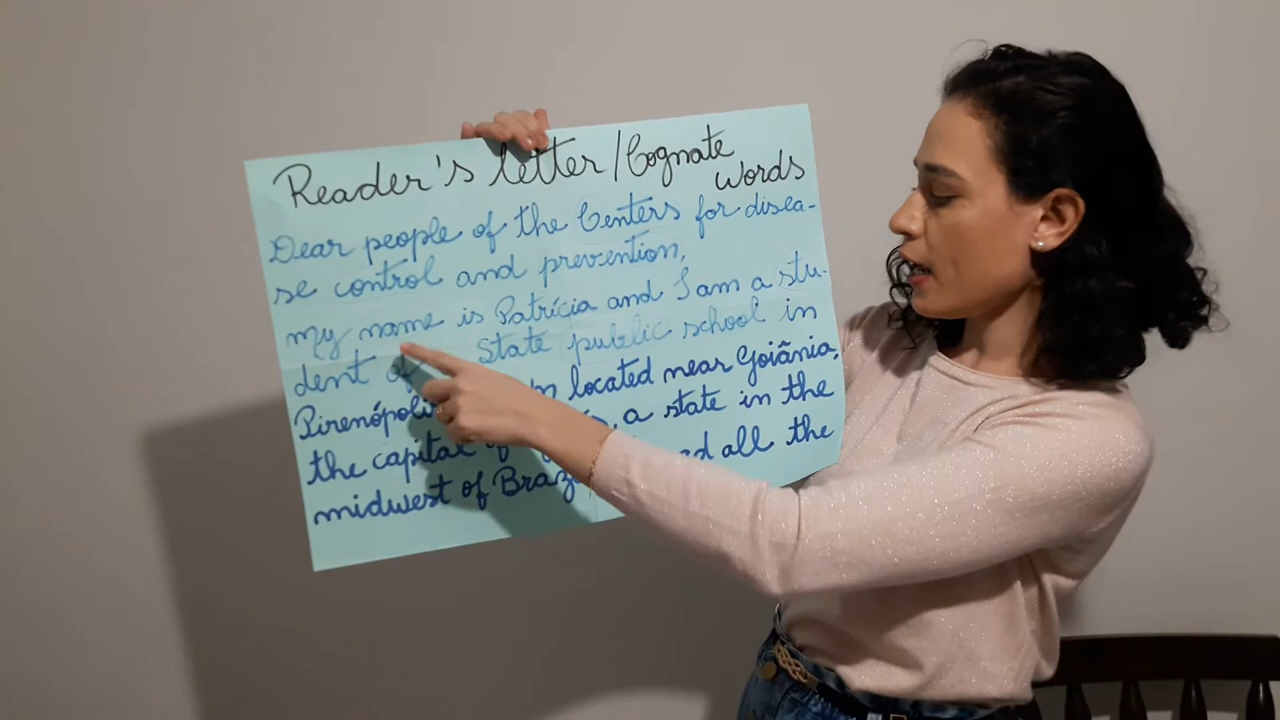 Reader's letter/Cognate
words
Dear people of the Centers for disea-
se control and prevention,
my name is Patrícia and I am a stu-
dent of State public school in
Pirenópolis located near Goiânia,
the capital of a state in the
midwest of Brazil all the